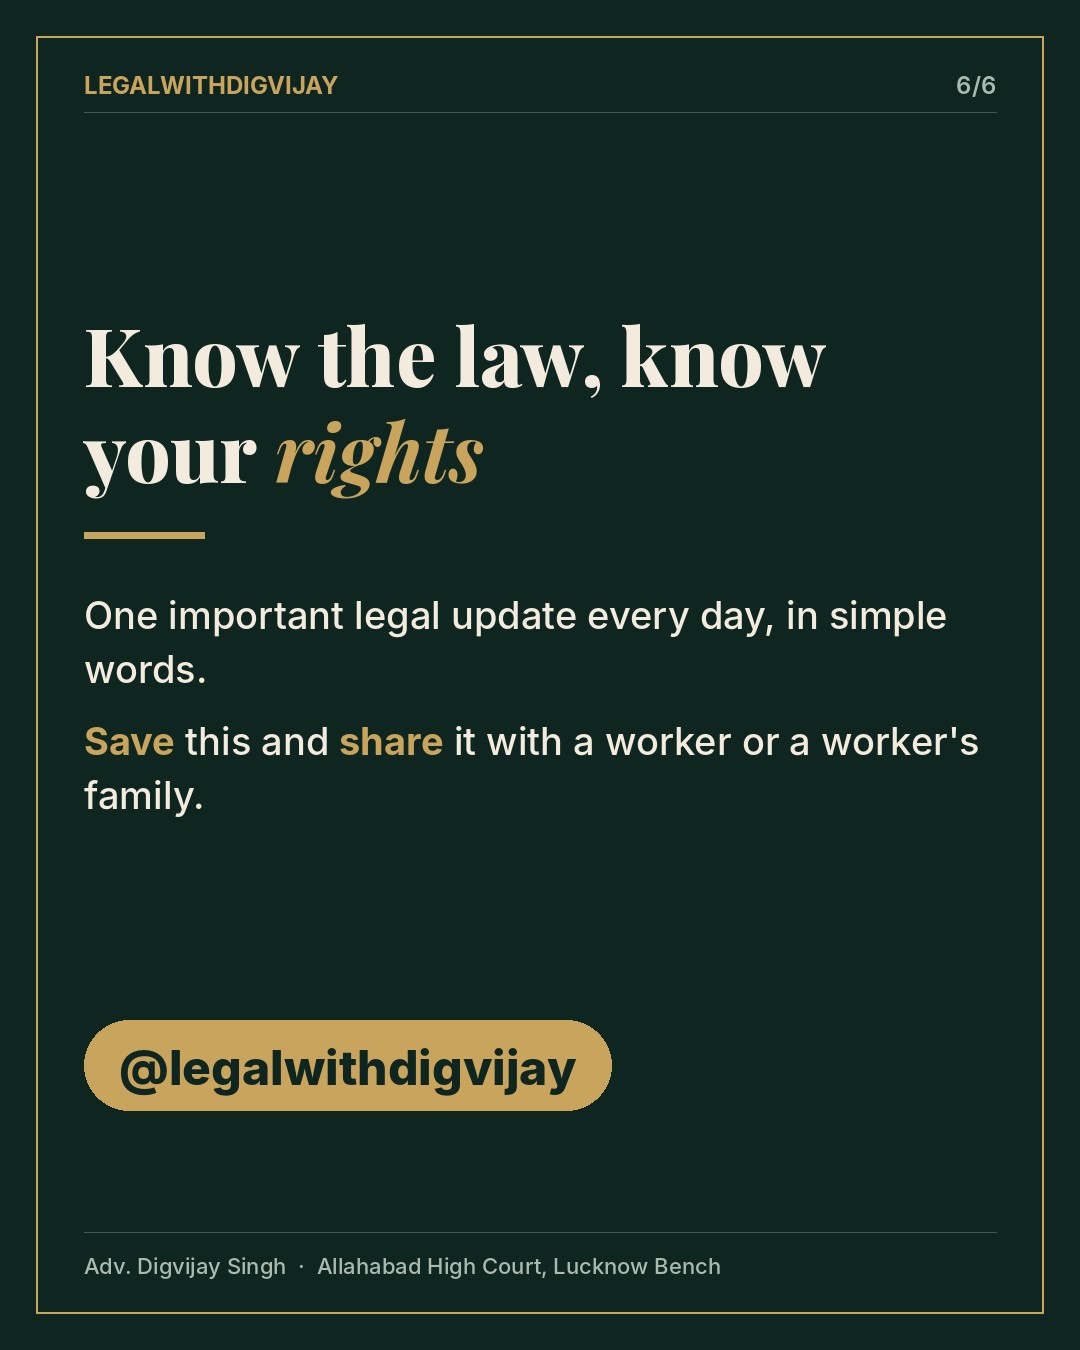 LEGALWITHDIGVIJAY
6/6
Know the law, know
your rights
One important legal update every day, in simple
words.
Save this and share it with a worker or a worker's
family.
@legalwithdigvijay
Adv. Digvijay Singh · Allahabad High Court, Lucknow Bench